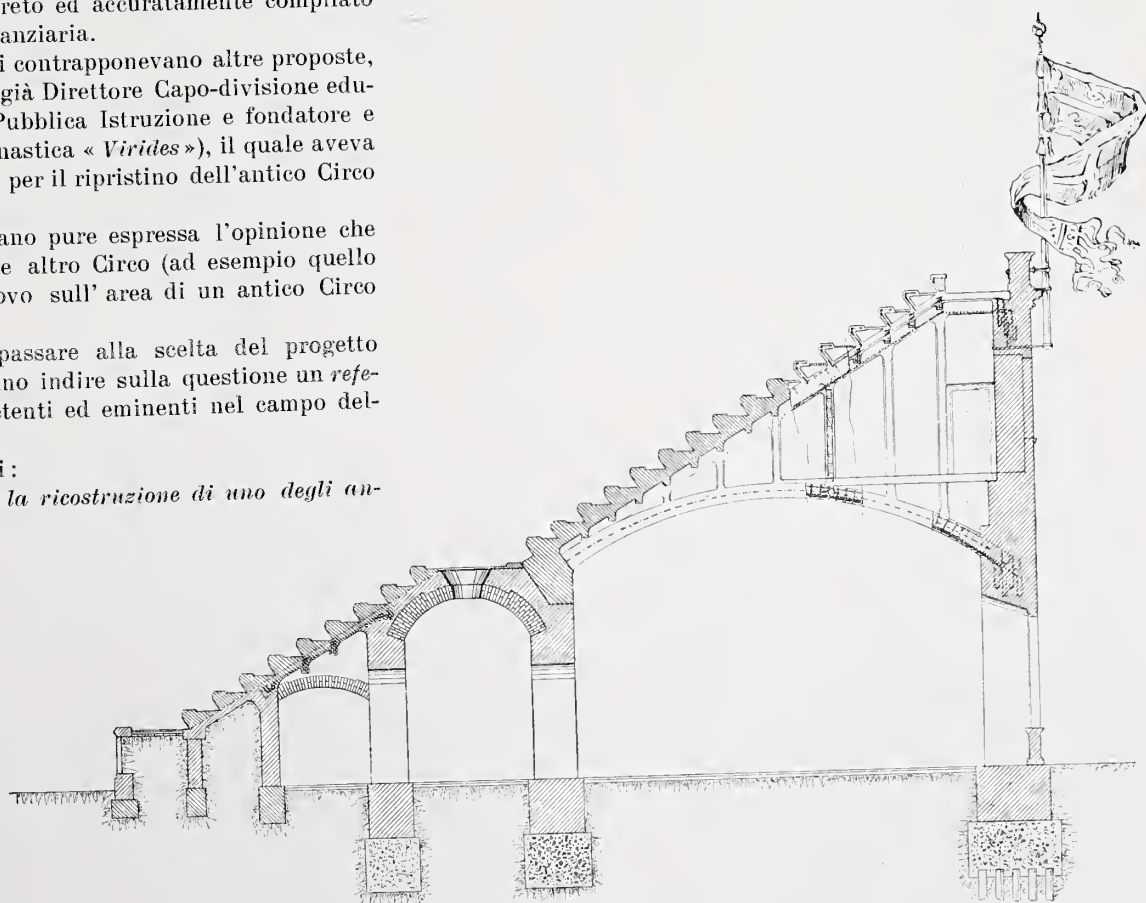 reto ed accuratamente compilato
anziaria.
i contrapponevano altre proposte,
già Direttore Capo-divisione edu-
Pubblica Istruzione e fondatore e
nastica « Virides »), il quale aveva
per il ripristino dell'antico Circo
ano pure espressa l'opinione che
e altro Circo (ad esempio quello
ovo sull' area di un antico Circo
passare alla scelta del progetto
no indire sulla questione un refe-
etenti ed eminenti nel campo del-
i :
la ricostruzione di uno degli an-